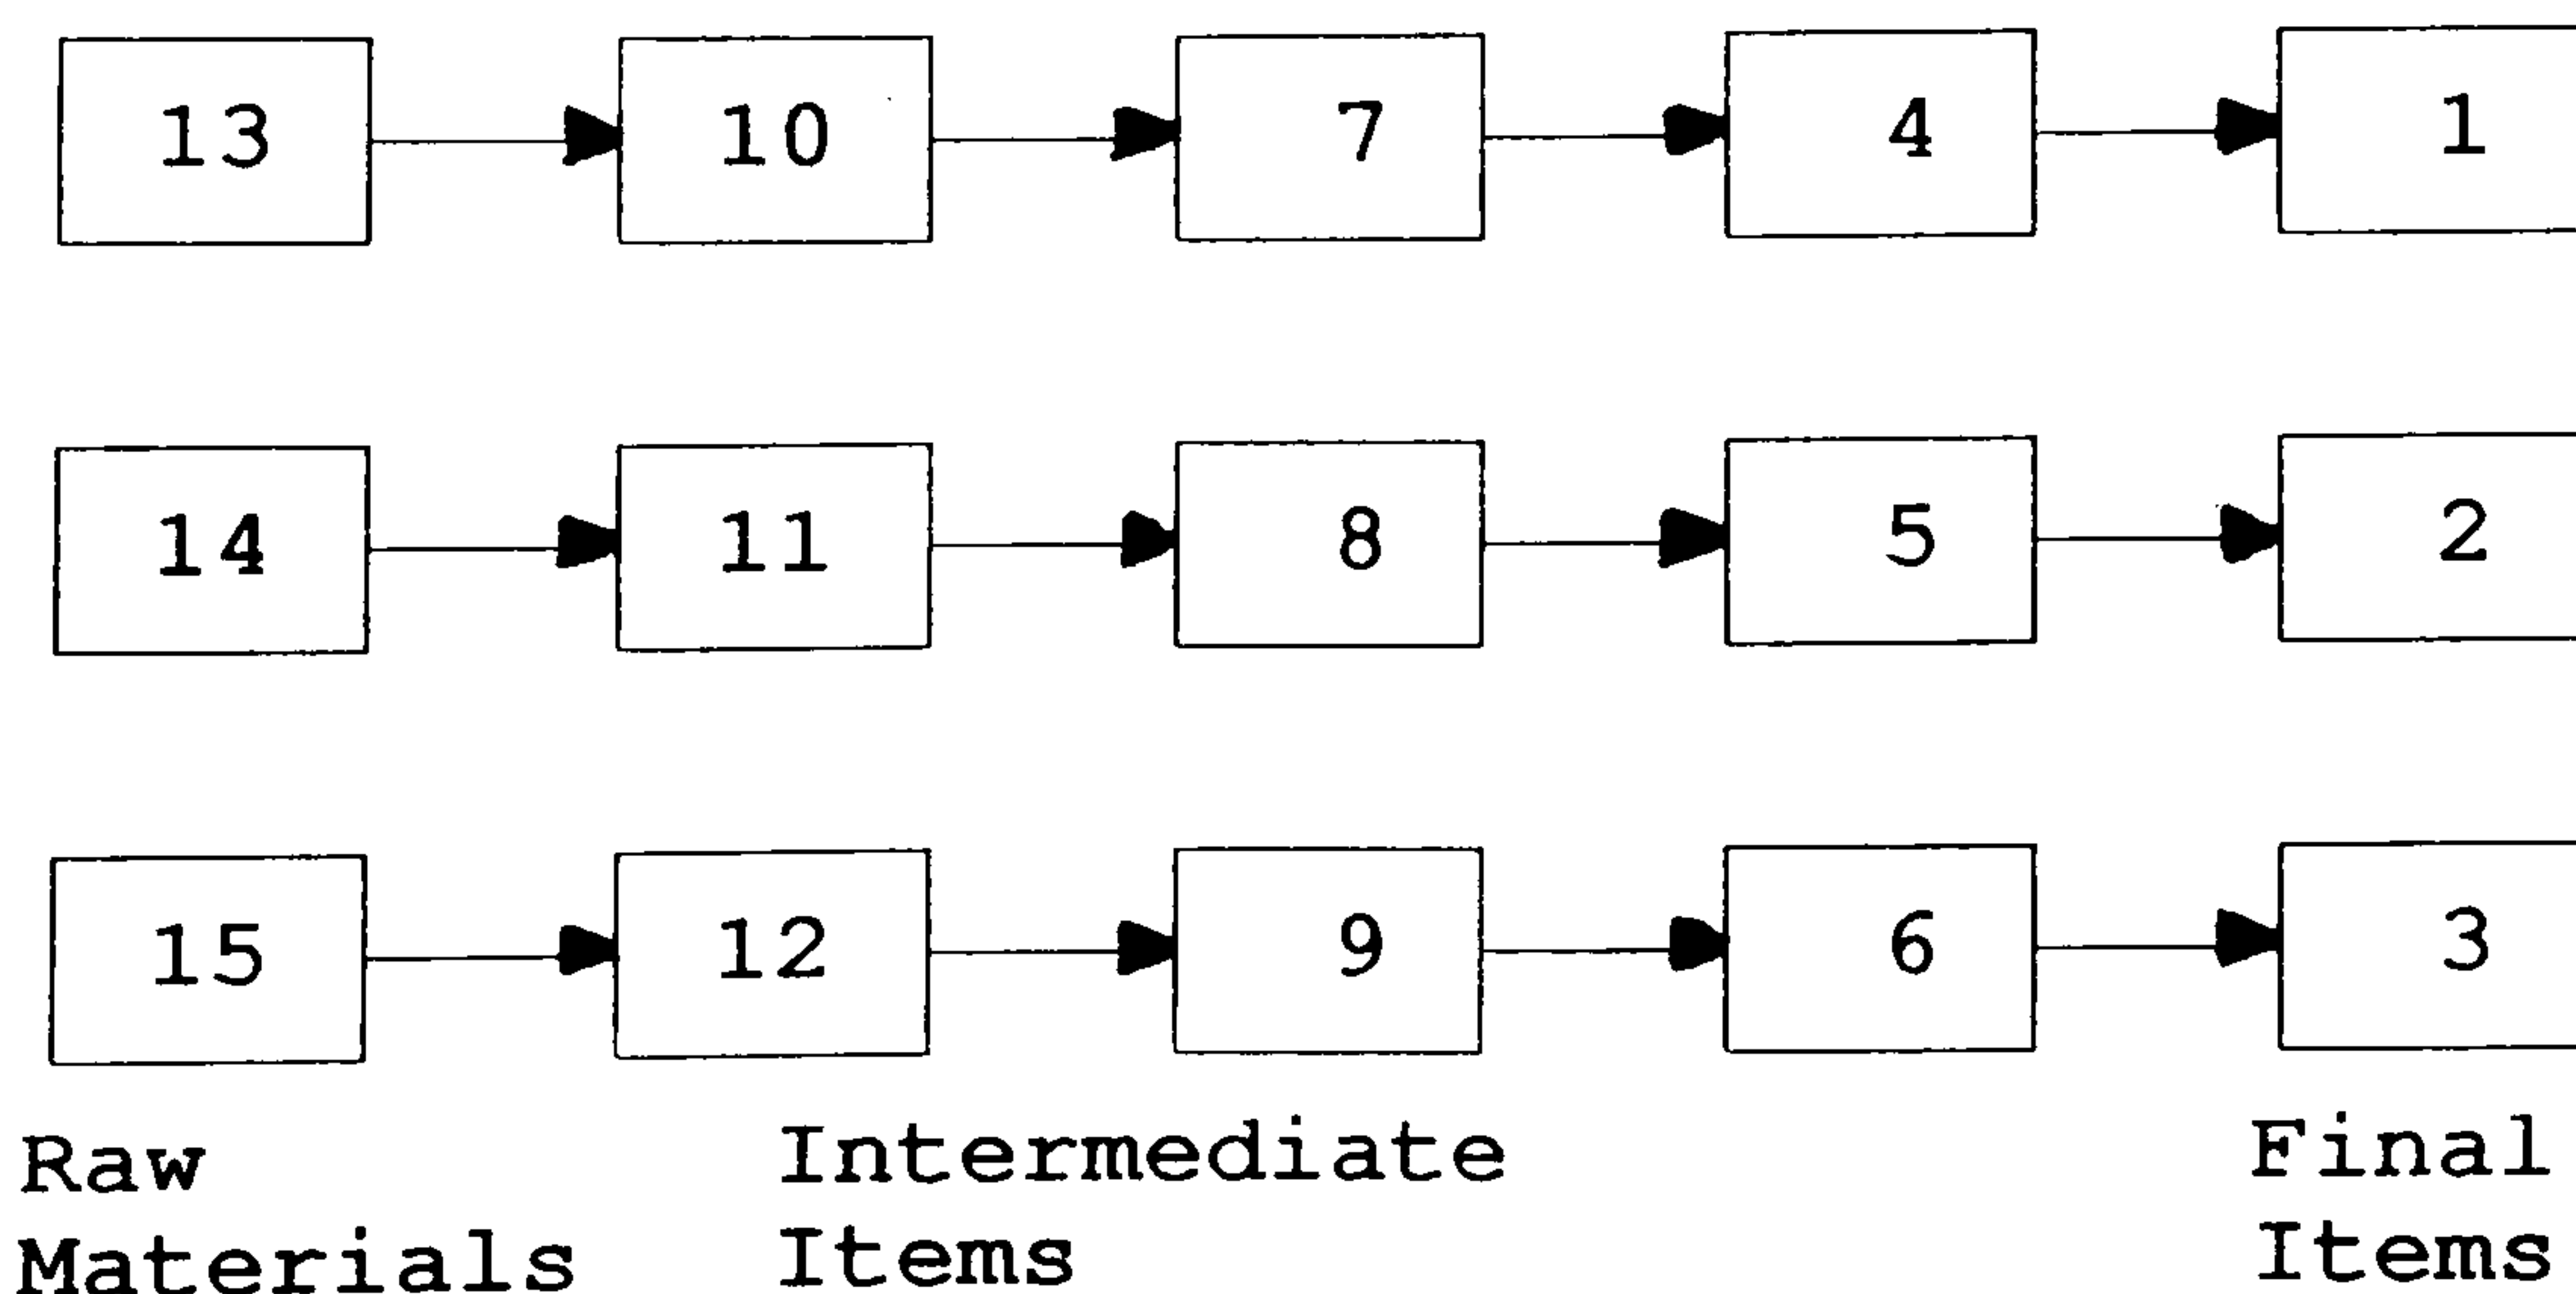 13 10 7 4 1
14 11 8 5 2
15 12 9 6 3
Raw Intermediate Final
Materials Items Items